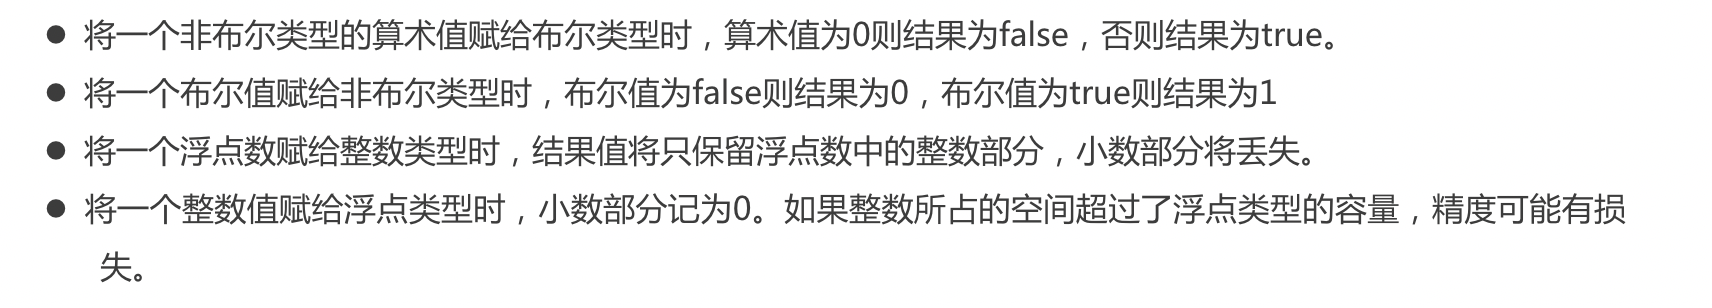 ● 将一个非布尔类型的算术值赋给布尔类型时，算术值为0则结果为false，否则结果为true。
● 将一个布尔值赋给非布尔类型时，布尔值为false则结果为0，布尔值为true则结果为1
● 将一个浮点数赋给整数类型时，结果值将只保留浮点数中的整数部分，小数部分将丢失。
● 将一个整数值赋给浮点类型时，小数部分记为0。如果整数所占的空间超过了浮点类型的容量，精度可能有损
失。